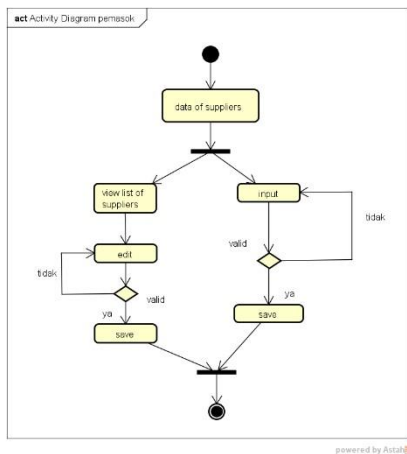 act Activity Diagram pemasok
data of suppliers
view list of
suppliers
input
edit
valid
tidak
tidak
valid
ya
ya
save
save
powered by Astah